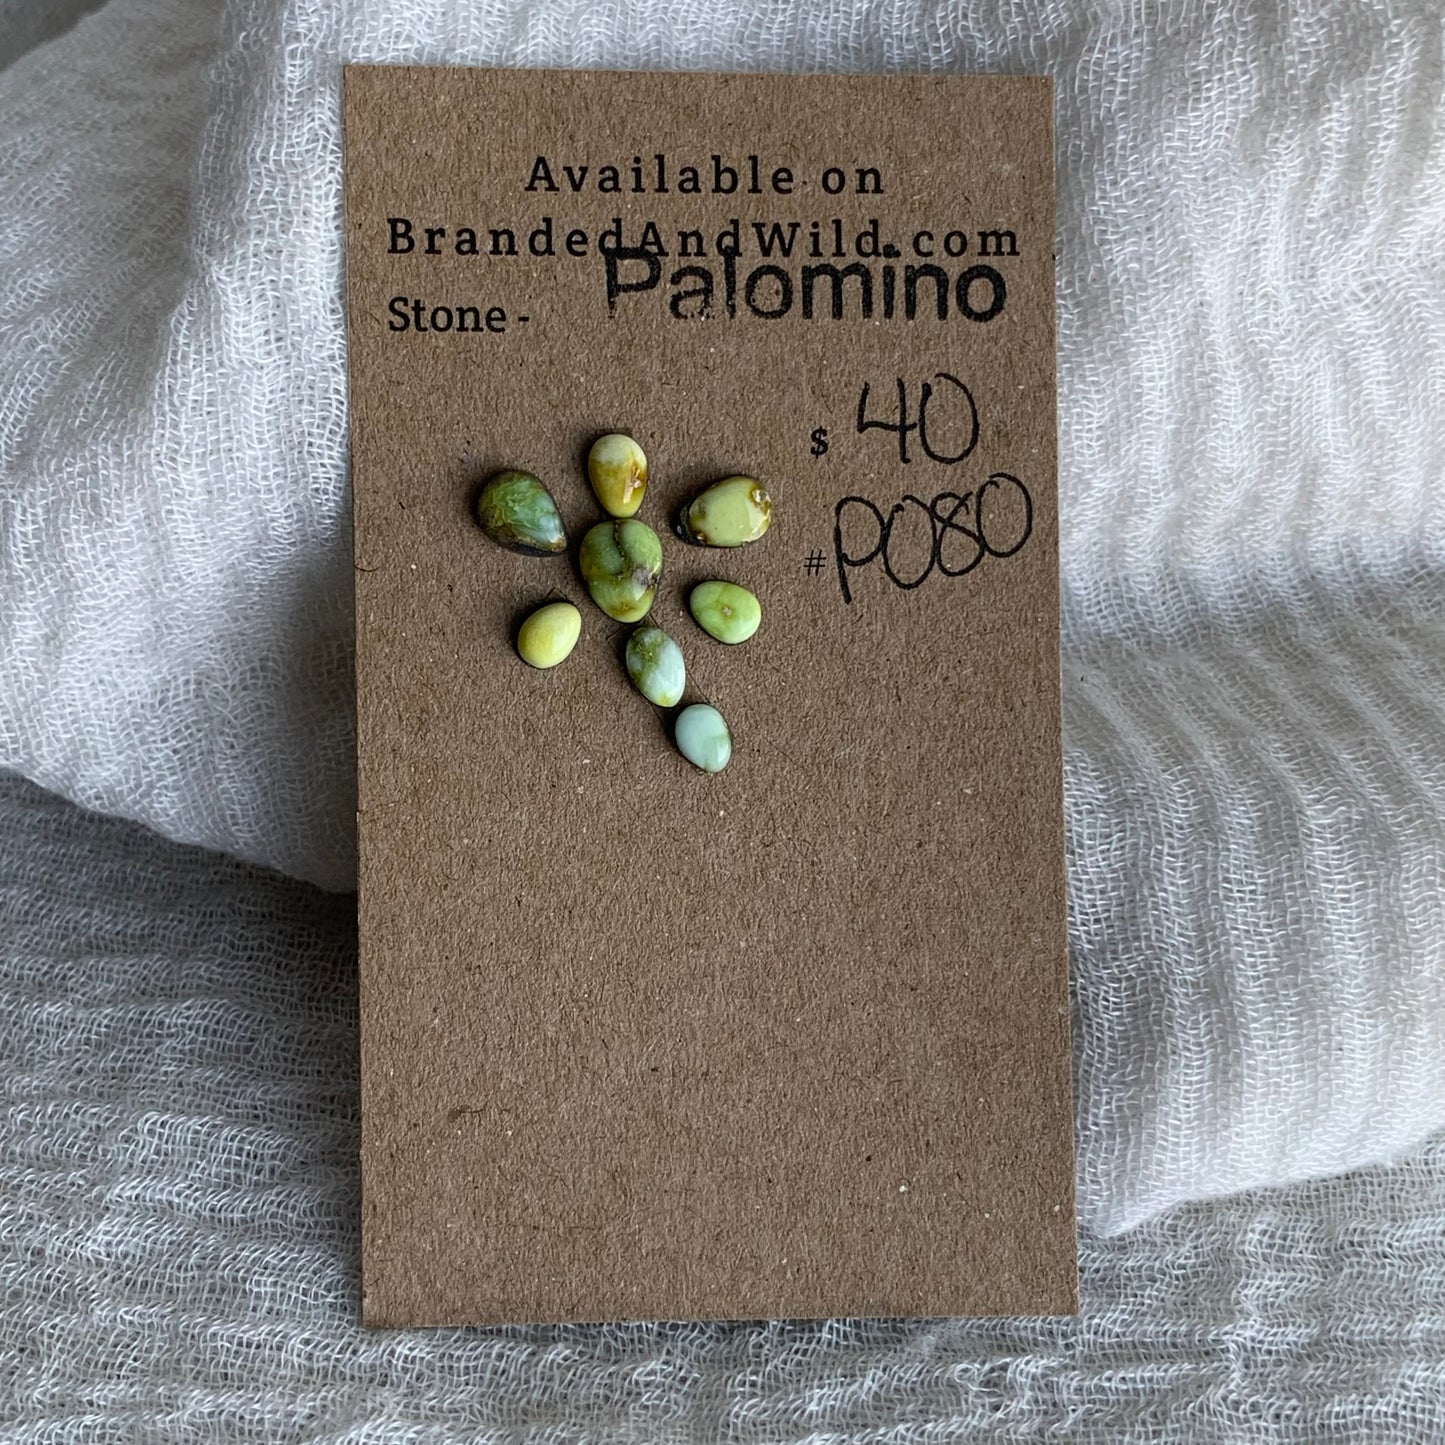 Available on
BrandedAndWild.com
Stone - Palomino
$ 40
# P080